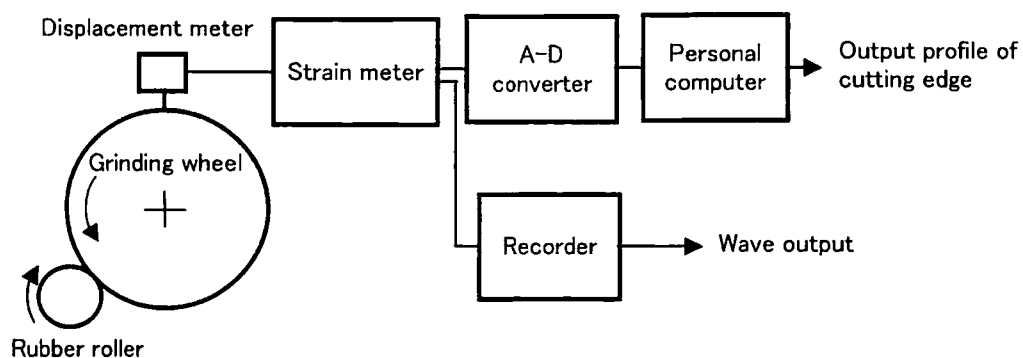 Displacement meter
Strain meter
A-D
converter
Personal
computer
Output profile of
cutting edge
Grinding wheel
Recorder
Wave output
Rubber roller